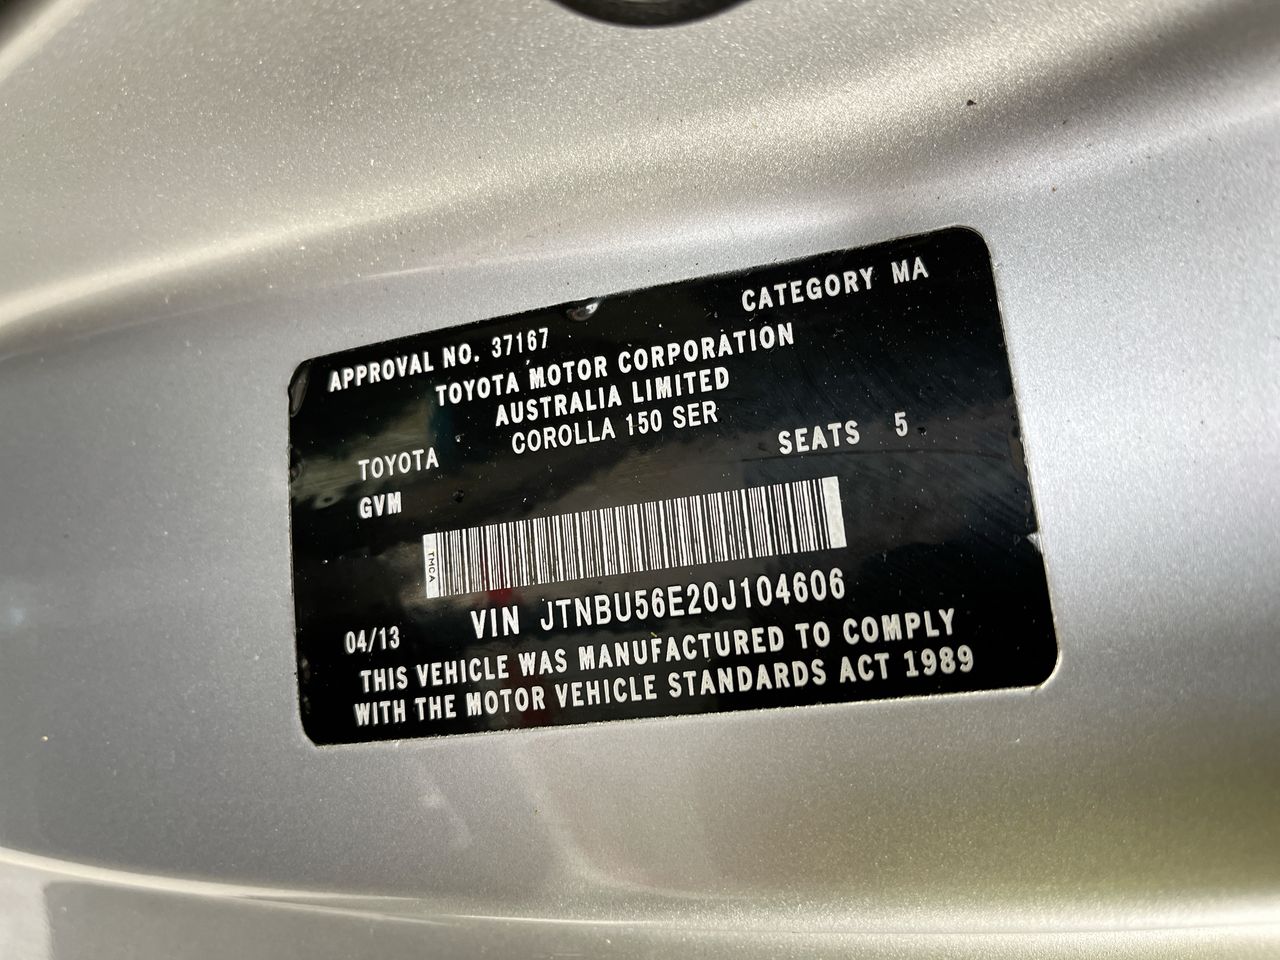 APPROVAL NO. 37167 CATEGORY MA
TOYOTA MOTOR CORPORATION
AUSTRALIA LIMITED
TOYOTA COROLLA 150 SER SEATS 5
GVM
TMCA
04/13 VIN JTNBU56E20J104606
THIS VEHICLE WAS MANUFACTURED TO COMPLY
WITH THE MOTOR VEHICLE STANDARDS ACT 1989